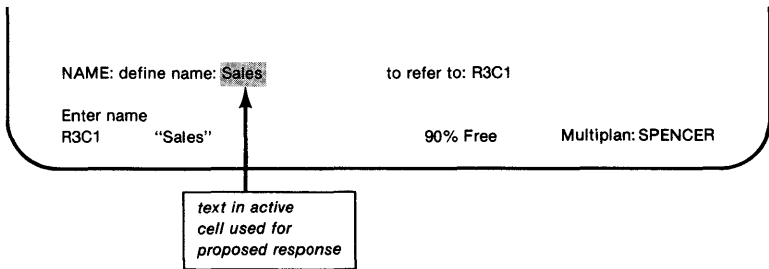 NAME: define name: Sales to refer to: R3C1
Enter name
R3C1 "Sales" 90% Free Multiplan: SPENCER
text in active
cell used for
proposed response